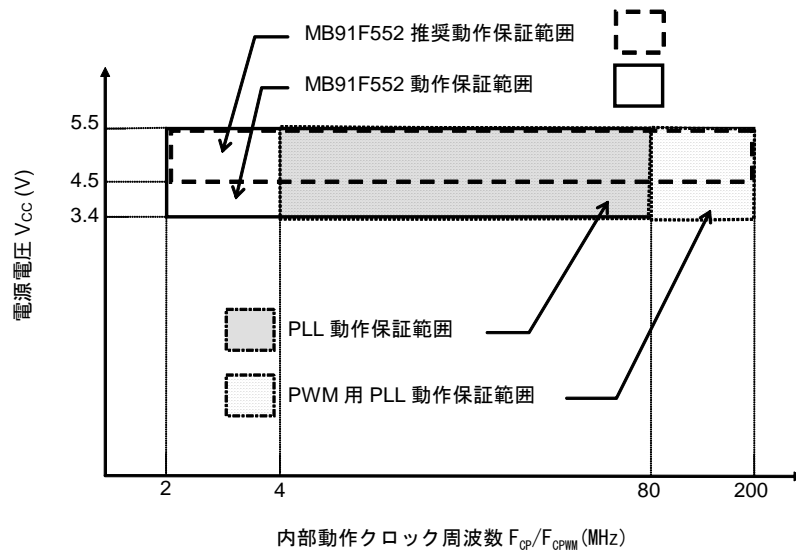 MB91F552 推奨動作保証範囲
MB91F552 動作保証範囲
5.5
4.5
3.4
電源電圧 VCC (V)
PLL 動作保証範囲
PWM 用 PLL 動作保証範囲
2
4
80
200
内部動作クロック周波数 FCP/FCPWM(MHz)